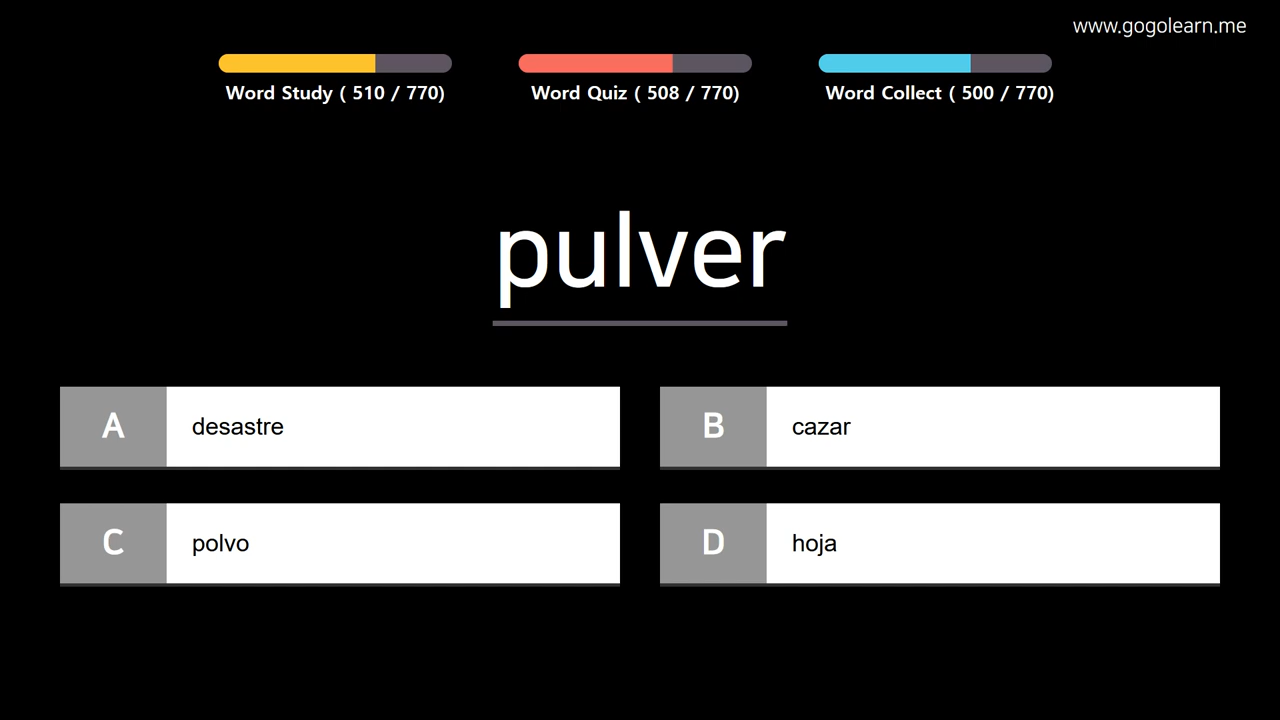 www.gogolearn.me
Word Study ( 510 / 770)
Word Quiz ( 508 / 770)
Word Collect ( 500 / 770)
pulver
A desastre
B cazar
C polvo
D hoja